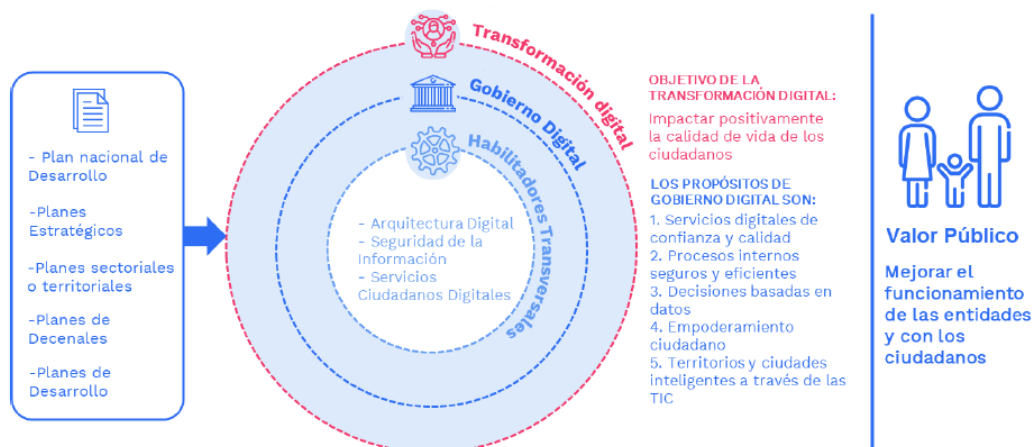 - Plan nacional de
Desarrollo
-Planes
Estratégicos
-Planes sectoriales
o territoriales
-Planes de
Decenales
-Planes de
Desarrollo
Transformación digital
Gobierno Digital
Habilitadores Transversales
- Arquitectura Digital
- Seguridad de la
Información
- Servicios
Ciudadanos Digitales
OBJETIVO DE LA
TRANSFORMACIÓN DIGITAL:
Impactar positivamente
la calidad de vida de los
ciudadanos
LOS PROPÓSITOS DE
GOBIERNO DIGITAL SON:
1. Servicios digitales de
confianza y calidad
2. Procesos internos
seguros y eficientes
3. Decisiones basadas en
datos
4. Empoderamiento
ciudadano
5. Territorios y ciudades
inteligentes a través de las
TIC
Valor Público
Mejorar el
funcionamiento
de las entidades
y con los
ciudadanos